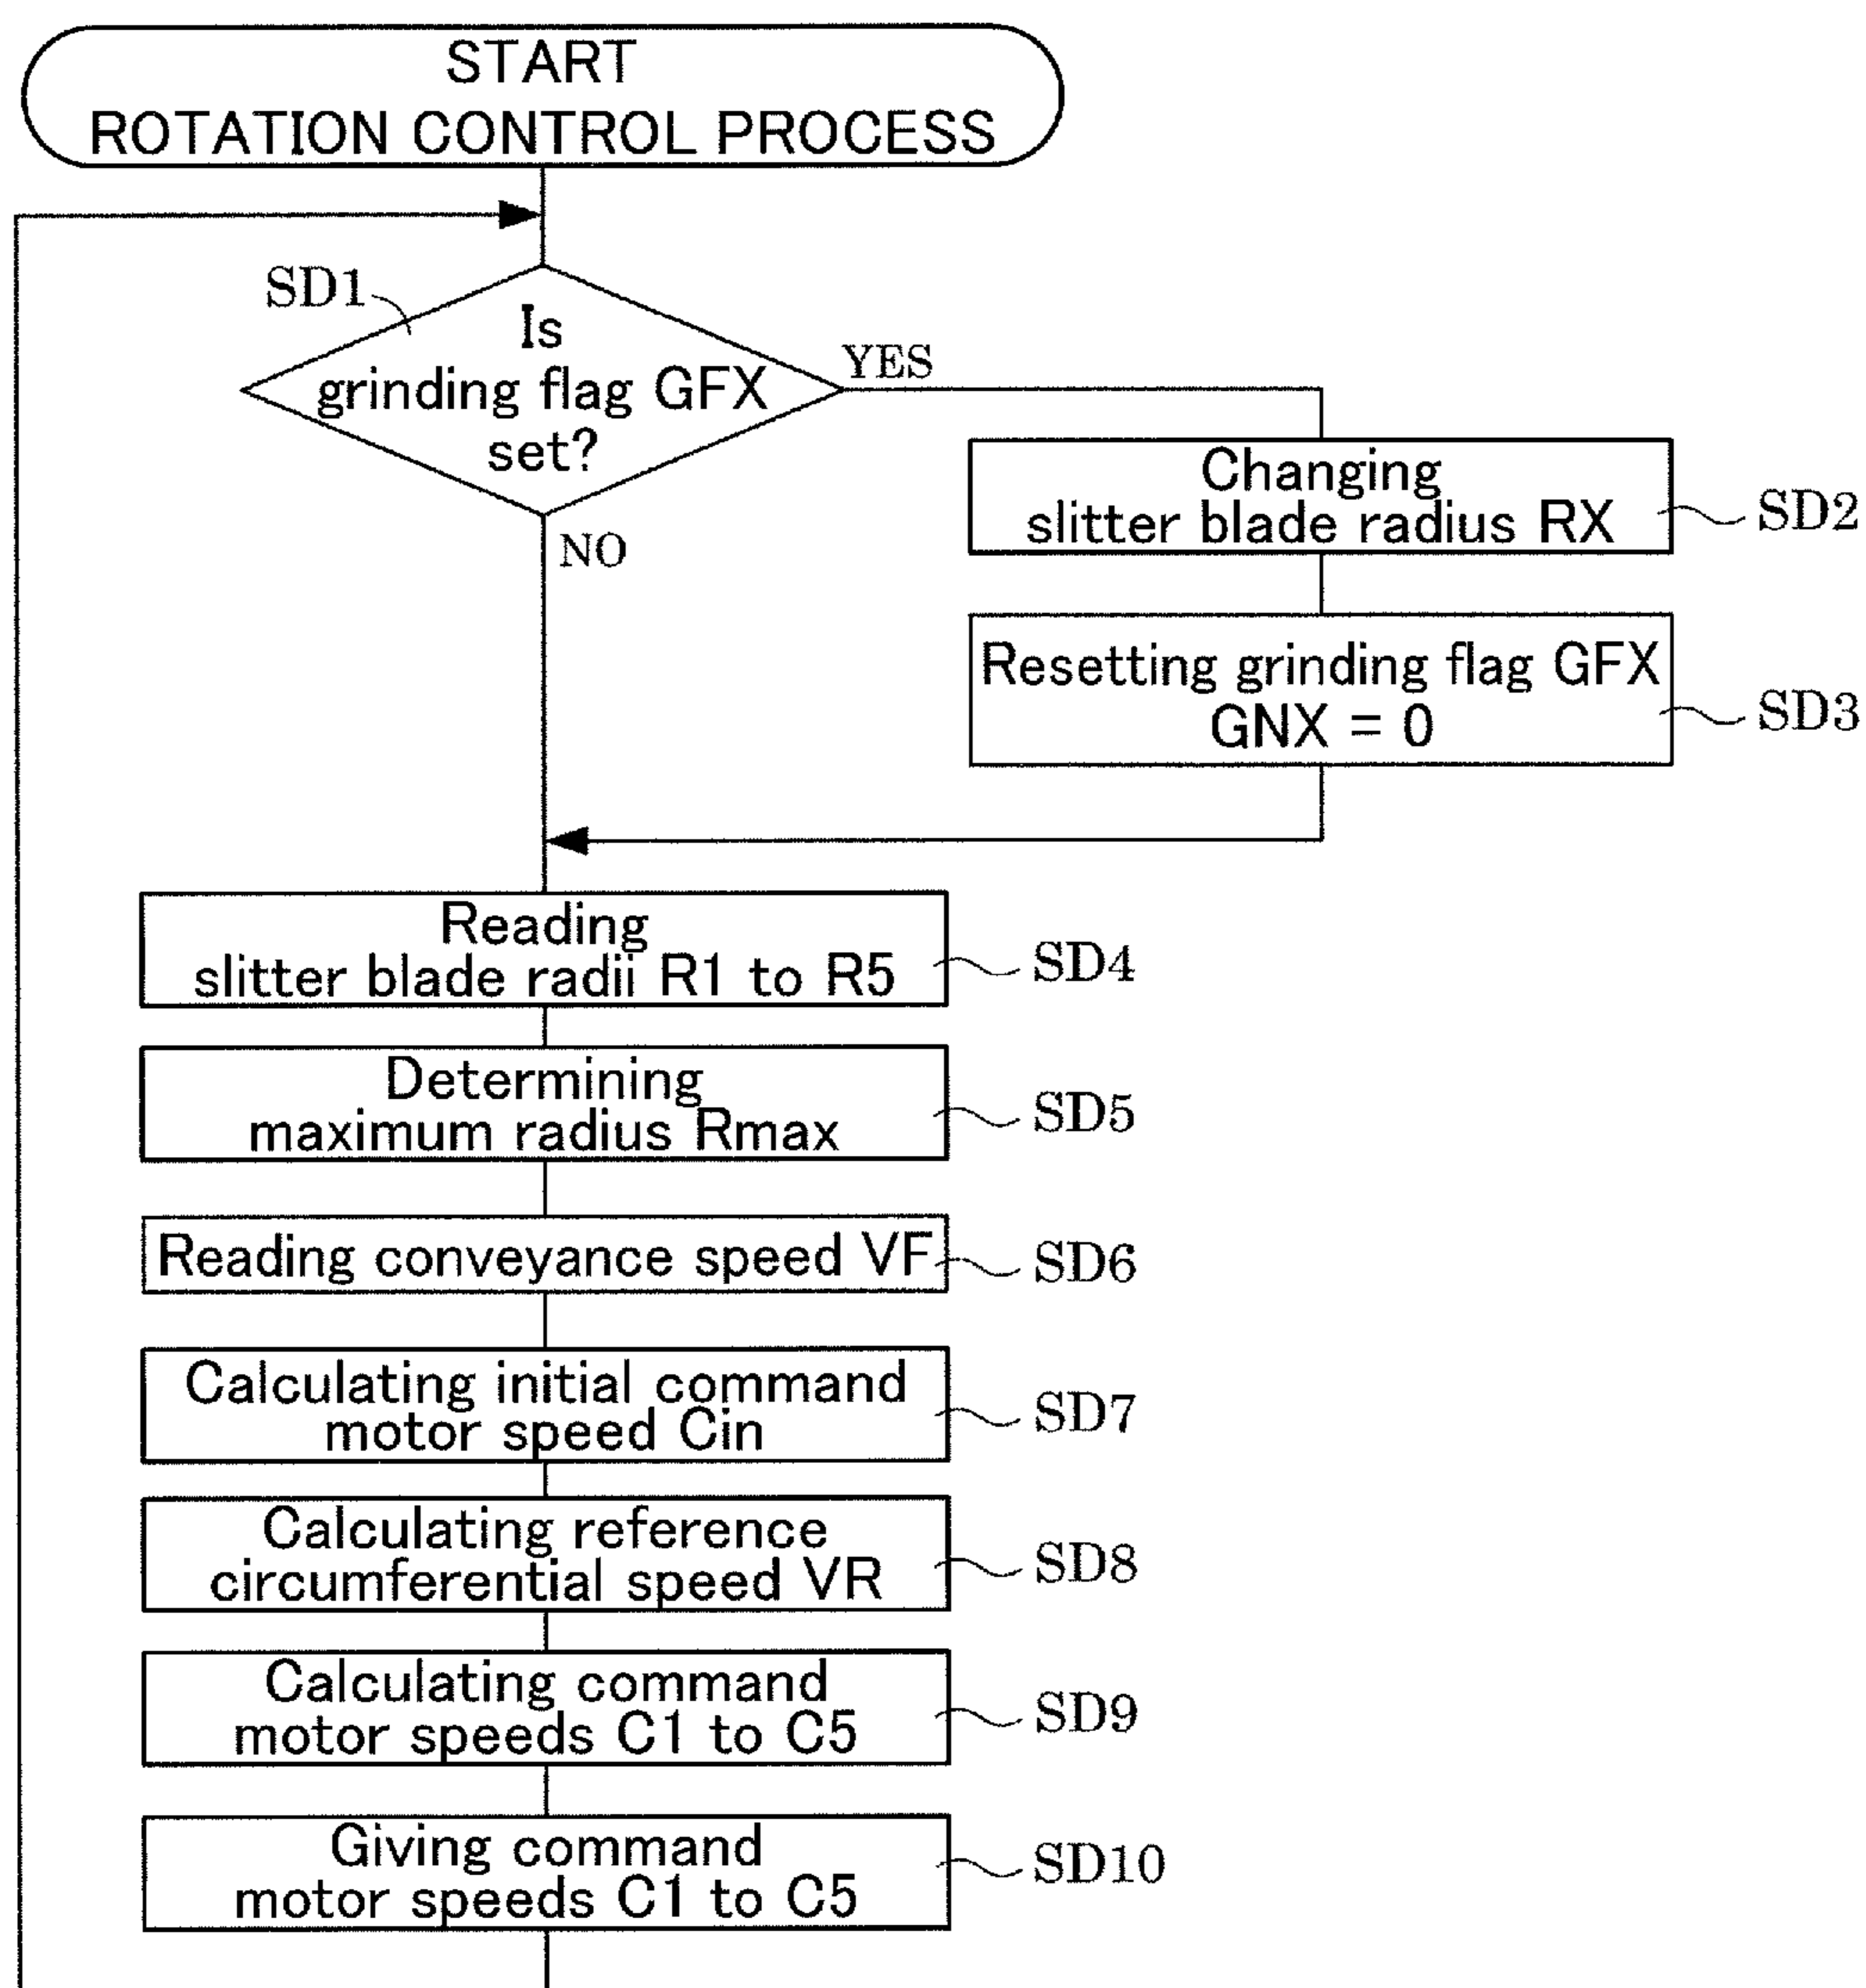 START
ROTATION CONTROL PROCESS
SD1
Is
grinding flag GFX
set?
YES
NO
Changing
slitter blade radius RX
SD2
Resetting grinding flag GFX
GNX = 0
SD3
Reading
slitter blade radii R1 to R5
SD4
Determining
maximum radius Rmax
SD5
Reading conveyance speed VF
SD6
Calculating initial command
motor speed Cin
SD7
Calculating reference
circumferential speed VR
SD8
Calculating command
motor speeds C1 to C5
SD9
Giving command
motor speeds C1 to C5
SD10